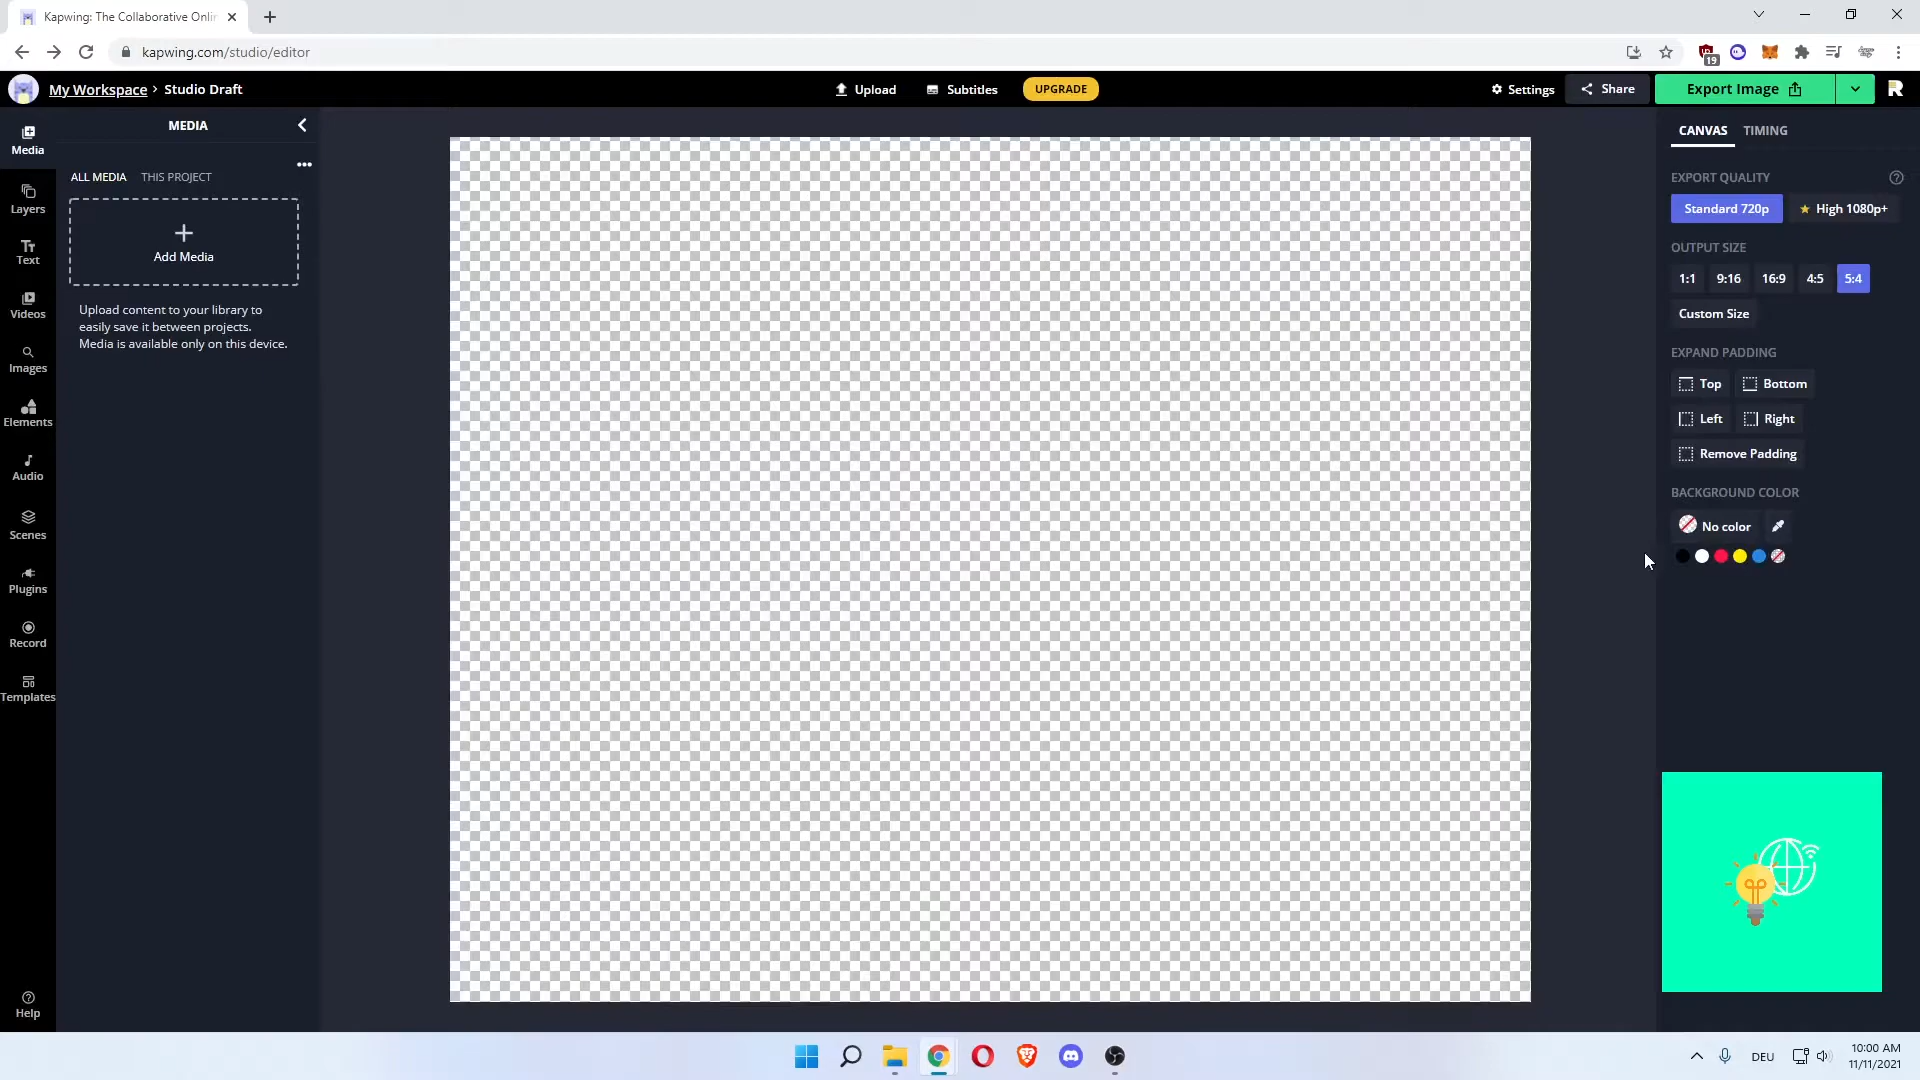 Kapwing: The Collaborative Onlin
kapwing.com/studio/editor
19
My Workspace > Studio Draft
Upload
Subtitles
UPGRADE
Settings
Share
Export Image
Media
Layers
Text
Videos
Images
Elements
Audio
Scenes
Plugins
Record
Templates
Help
MEDIA
ALL MEDIA
THIS PROJECT
Add Media
Upload content to your library to
easily save it between projects.
Media is available only on this device.
CANVAS
TIMING
EXPORT QUALITY
Standard 720p
High 1080p+
OUTPUT SIZE
1:1
9:16
16:9
4:5
5:4
Custom Size
EXPAND PADDING
Top
Bottom
Left
Right
Remove Padding
BACKGROUND COLOR
No color
DEU
10:00 AM
11/11/2021